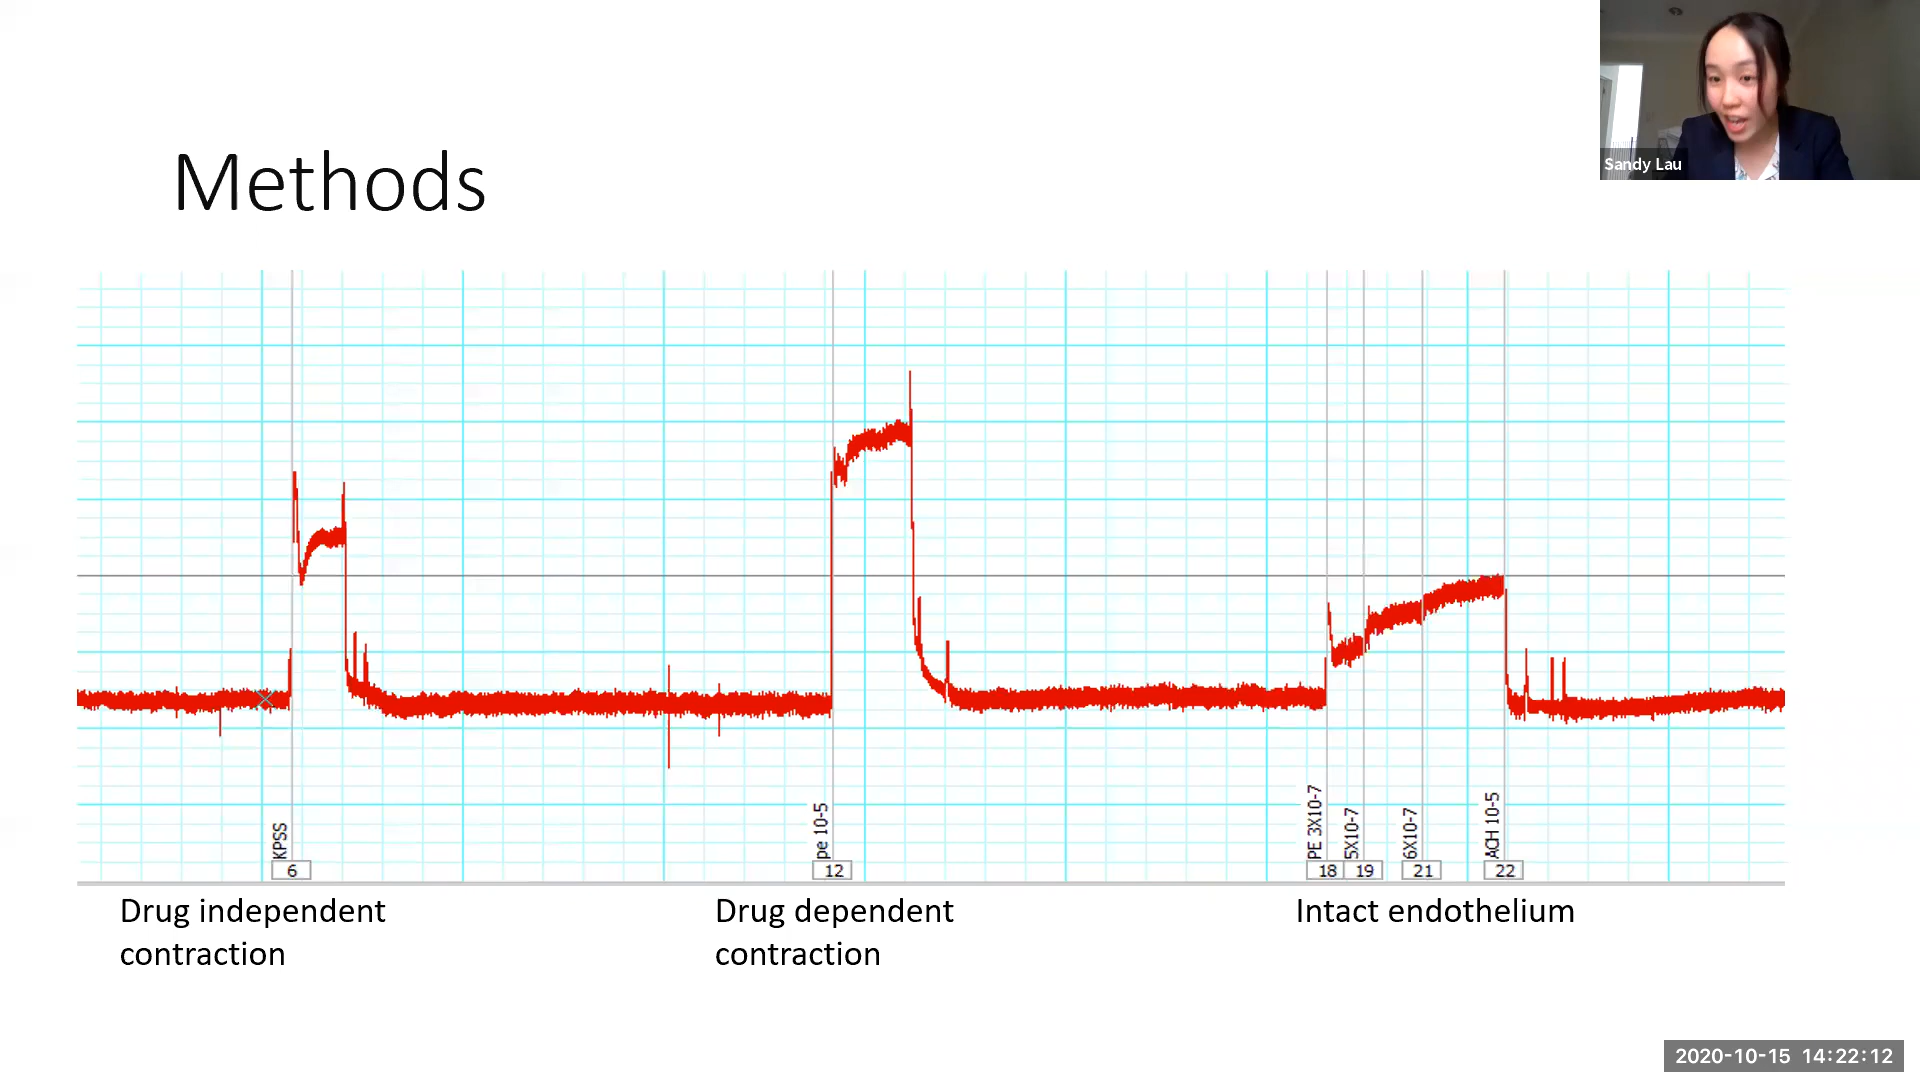 Sandy Lau
Methods
KPSS
pe 10-5
PE 3X10-7
5X10-7
6X10-7
ACH 10-5
6
12
18
19
21
22
Drug independent
contraction
Drug dependent
contraction
Intact endothelium
2020-10-15 14:22:12